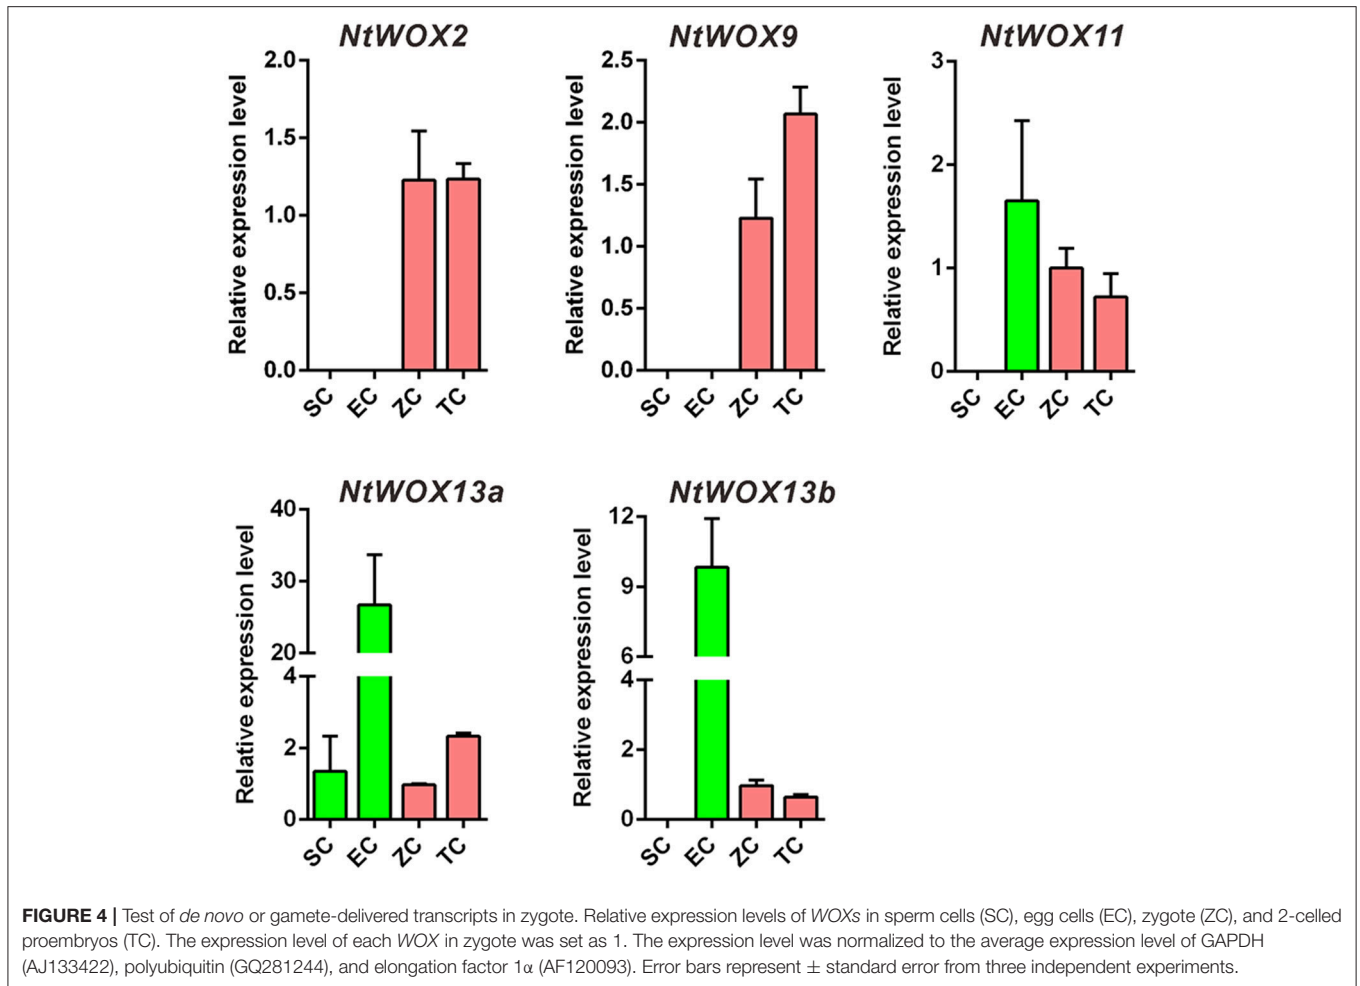 NtWOX2
Relative expression level
2.0
1.5
1.0
0.5
0.0
SC
EC
ZC
TC
NtWOX9
Relative expression level
2.5
2.0
1.5
1.0
0.5
0.0
SC
EC
ZC
TC
NtWOX11
Relative expression level
3
2
1
0
SC
EC
ZC
TC
NtWOX13a
Relative expression level
40
30
20
4
2
0
SC
EC
ZC
TC
NtWOX13b
Relative expression level
12
9
6
4
2
0
SC
EC
ZC
TC
FIGURE 4 | Test of de novo or gamete-delivered transcripts in zygote. Relative expression levels of WOXs in sperm cells (SC), egg cells (EC), zygote (ZC), and 2-celled
proembryos (TC). The expression level of each WOX in zygote was set as 1. The expression level was normalized to the average expression level of GAPDH
(AJ133422), polyubiquitin (GQ281244), and elongation factor 1α (AF120093). Error bars represent ± standard error from three independent experiments.